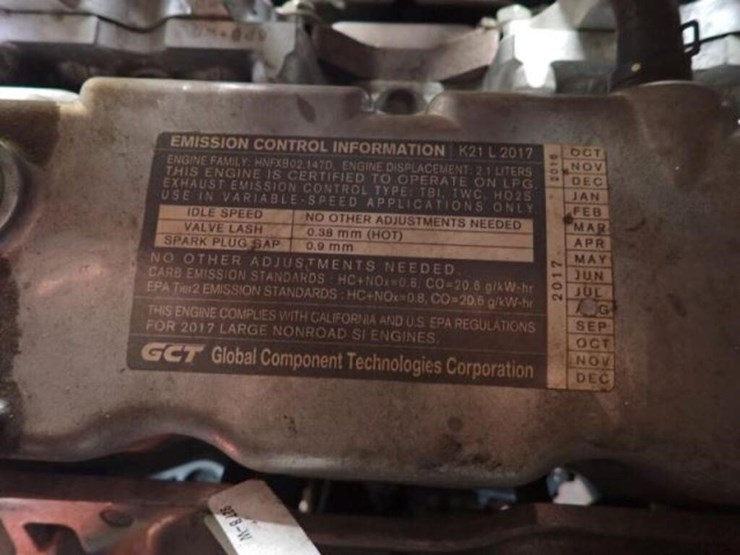 EMISSION CONTROL INFORMATION K21 L 2017
ENGINE FAMILY: HNFXB02.147D, ENGINE DISPLACEMENT: 2.1 LITERS
THIS ENGINE IS CERTIFIED TO OPERATE ON LPG.
EXHAUST EMISSION CONTROL TYPE: TBI, TWC, HO2S
USE IN VARIABLE-SPEED APPLICATIONS ONLY
IDLE SPEED NO OTHER ADJUSTMENTS NEEDED
VALVE LASH 0.38 mm (HOT)
SPARK PLUG GAP 0.9 mm
NO OTHER ADJUSTMENTS NEEDED.
CARB EMISSION STANDARDS : HC+NOx=0.8, CO=20.6 g/kW-hr
EPA Tier2 EMISSION STANDARDS : HC+NOx=0.8, CO=20.6 g/kW-hr
THIS ENGINE COMPLIES WITH CALIFORNIA AND U.S. EPA REGULATIONS
FOR 2017 LARGE NONROAD SI ENGINES.
GCT Global Component Technologies Corporation
2016
OCT
NOV
DEC
2017
JAN
FEB
MAR
APR
MAY
JUN
JUL
G
SEP
OCT
NOV
DEC